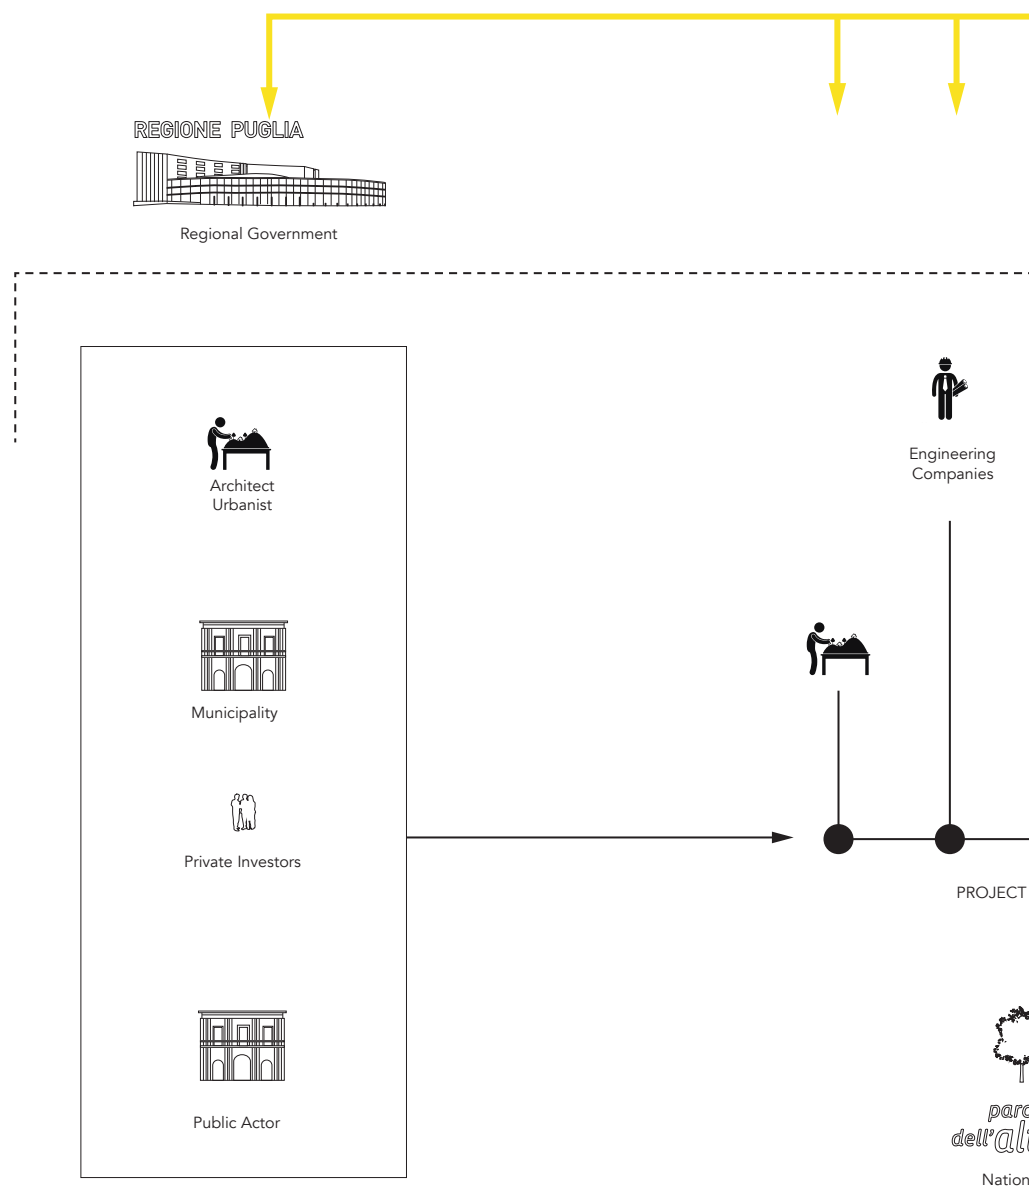 REGIONE PUGLIA
Regional Government
Engineering
Companies
Architect
Urbanist
Municipality
Private Investors
PROJECT
Public Actor
dell'